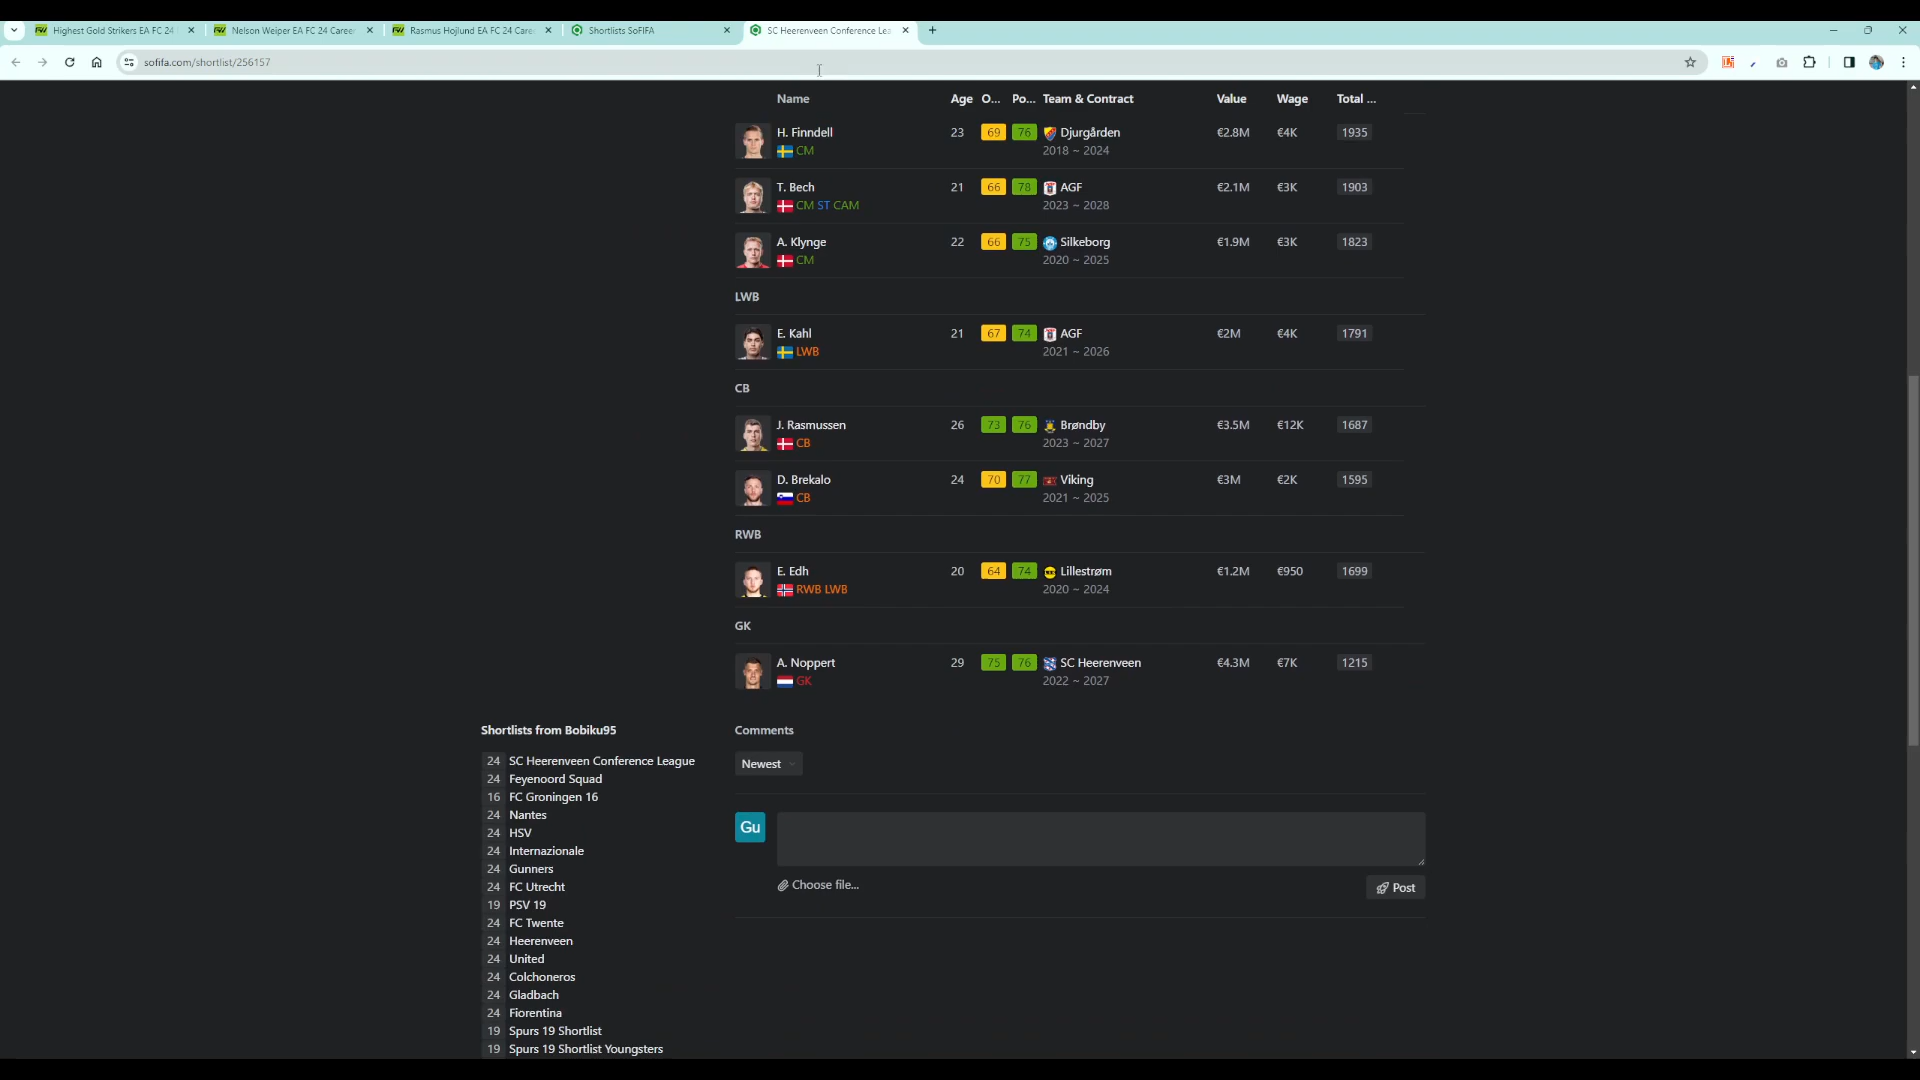 Highest Gold Strikers EA FC 24
Nelson Weiper EA FC 24 Career
Rasmus Hojlund EA FC 24 Care
Shortlists SoFIFA
SC Heerenveen Conference Lea
sofifa.com/shortlist/256157
Name Age O... Po... Team & Contract Value Wage Total ...
H. Finndell 23 69 76 Djurgården €2.8M €4K 1935
CM 2018 ~ 2024
T. Bech 21 66 78 AGF €2.1M €3K 1903
CM ST CAM 2023 ~ 2028
A. Klynge 22 66 75 Silkeborg €1.9M €3K 1823
CM 2020 ~ 2025
LWB
E. Kahl 21 67 74 AGF €2M €4K 1791
LWB 2021 ~ 2026
CB
J. Rasmussen 26 73 76 Brøndby €3.5M €12K 1687
CB 2023 ~ 2027
D. Brekalo 24 70 77 Viking €3M €2K 1595
CB 2021 ~ 2025
RWB
E. Edh 20 64 74 Lillestrøm €1.2M €950 1699
RWB LWB 2020 ~ 2024
GK
A. Noppert 29 75 76 SC Heerenveen €4.3M €7K 1215
GK 2022 ~ 2027
Shortlists from Bobiku95
24 SC Heerenveen Conference League
24 Feyenoord Squad
16 FC Groningen 16
24 Nantes
24 HSV
24 Internazionale
24 Gunners
24 FC Utrecht
19 PSV 19
24 FC Twente
24 Heerenveen
24 United
24 Colchoneros
24 Gladbach
24 Fiorentina
19 Spurs 19 Shortlist
19 Spurs 19 Shortlist Youngsters
Comments
Newest
Gu
Choose file...
Post